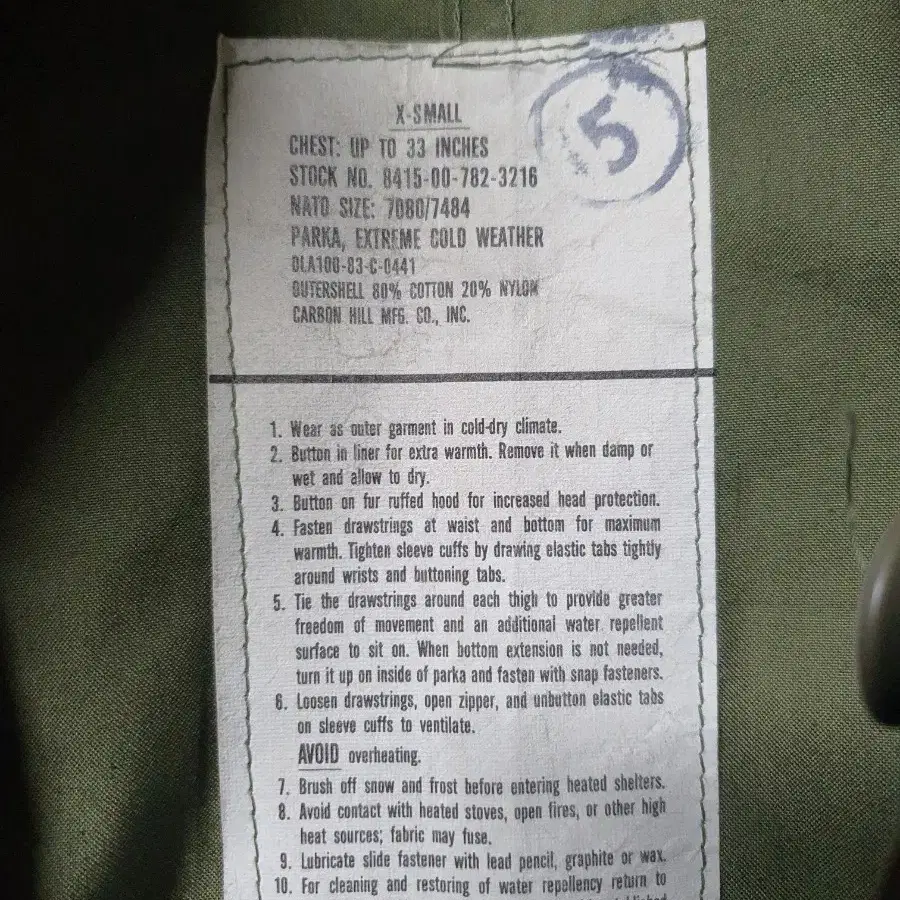 X-SMALL
5
CHEST: UP TO 33 INCHES
STOCK NO. 8415-00-782-3216
NATO SIZE: 7080/7484
PARKA, EXTREME COLD WEATHER
DLA100-83-C-0441
OUTERSHELL 80% COTTON 20% NYLON
CARBON HILL MFG. CO., INC.
1. Wear as outer garment in cold-dry climate.
2. Button in liner for extra warmth. Remove it when damp or
wet and allow to dry.
3. Button on fur ruffed hood for increased head protection.
4. Fasten drawstrings at waist and bottom for maximum
warmth. Tighten sleeve cuffs by drawing elastic tabs tightly
around wrists and buttoning tabs.
5. Tie the drawstrings around each thigh to provide greater
freedom of movement and an additional water repellent
surface to sit on. When bottom extension is not needed,
turn it up on inside of parka and fasten with snap fasteners.
6. Loosen drawstrings, open zipper, and unbutton elastic tabs
on sleeve cuffs to ventilate.
AVOID overheating.
7. Brush off snow and frost before entering heated shelters.
8. Avoid contact with heated stoves, open fires, or other high
heat sources; fabric may fuse.
9. Lubricate slide fastener with lead pencil, graphite or wax.
10. For cleaning and restoring of water repellency return to